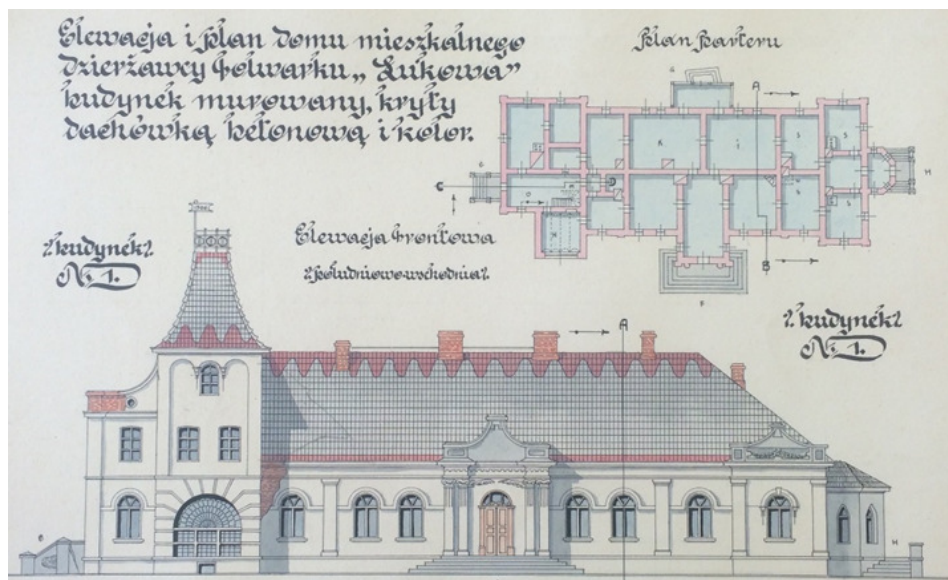 Elewacja i plan domu mieszkalnego
dzierżawcy folwarku „Łukowa”
budynek murowany, kryty
dachówką betonową i kolor.
Plan Parteru
G
A
G
C
H
B
F
Elewacja frontowa
południowo-wschodnia
budynek
№ 1.
budynek
№ 1.
A
G
H